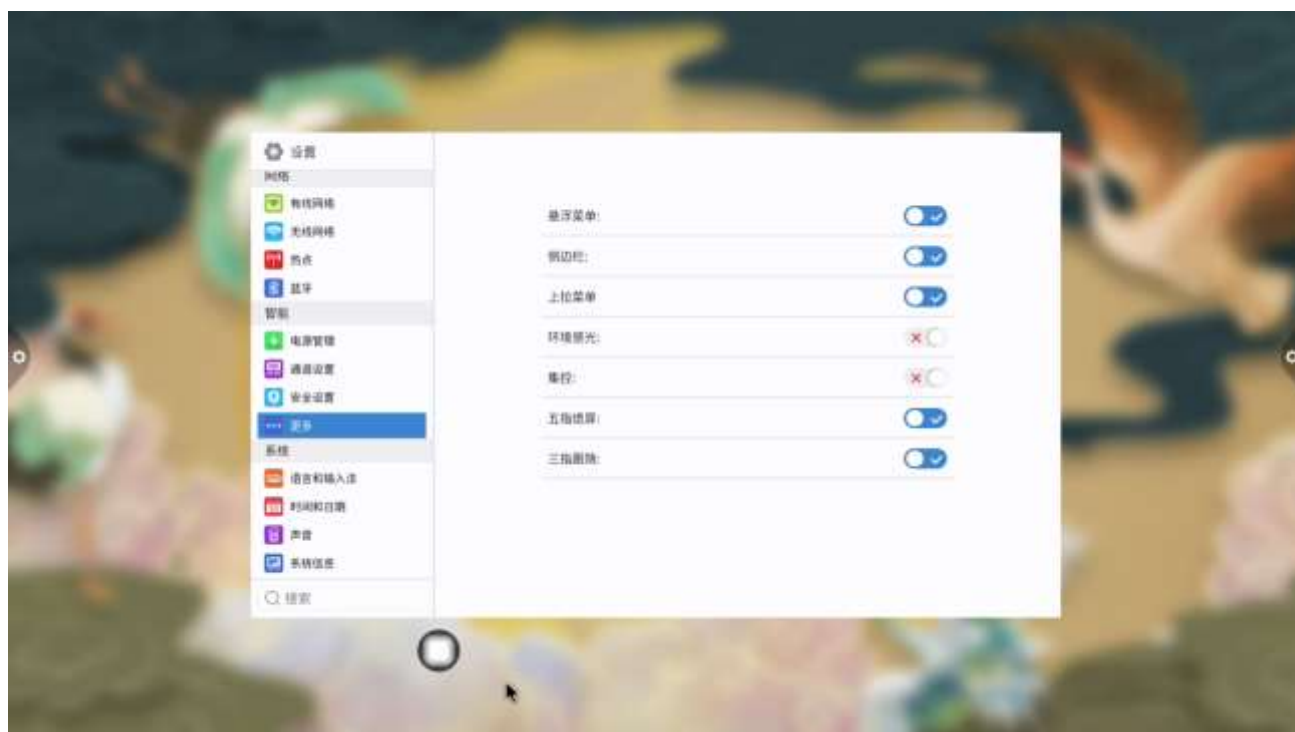 设置
网络
有线网络
无线网络
热点
蓝牙
智能
电源管理
通道设置
安全设置
更多
系统
语言和输入法
时间和日期
声音
系统信息
搜索
悬浮菜单:
侧边栏:
上拉菜单
环境感光:
集控:
五指熄屏:
三指跟随: